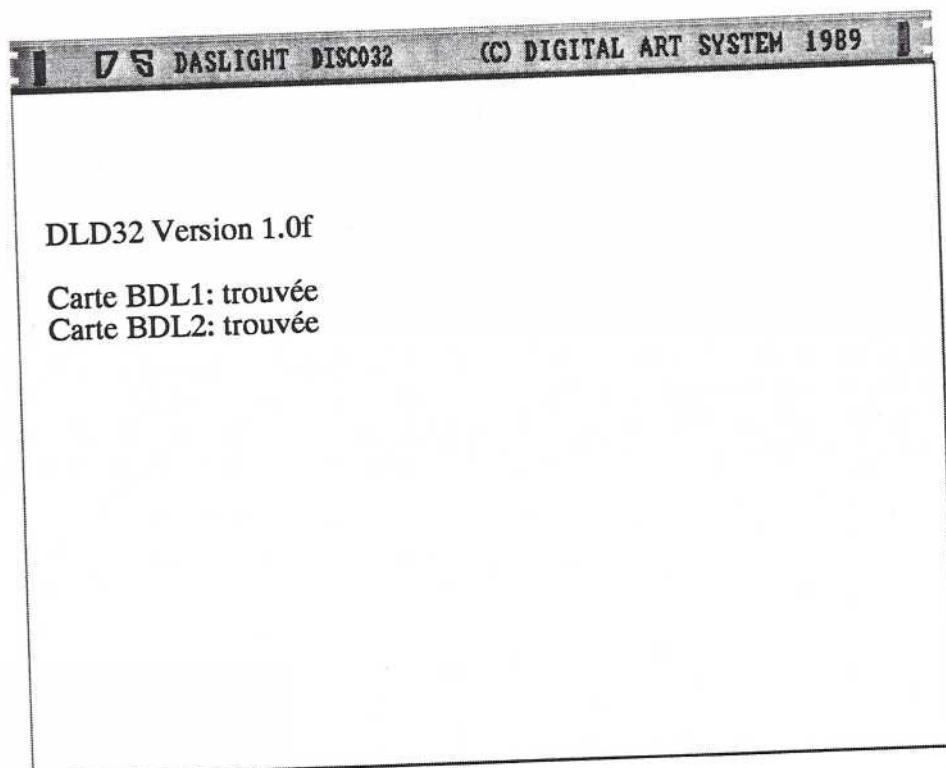 DASLIGHT DISCO32 (C) DIGITAL ART SYSTEM 1989
DLD32 Version 1.0f
Carte BDL1: trouvée
Carte BDL2: trouvée